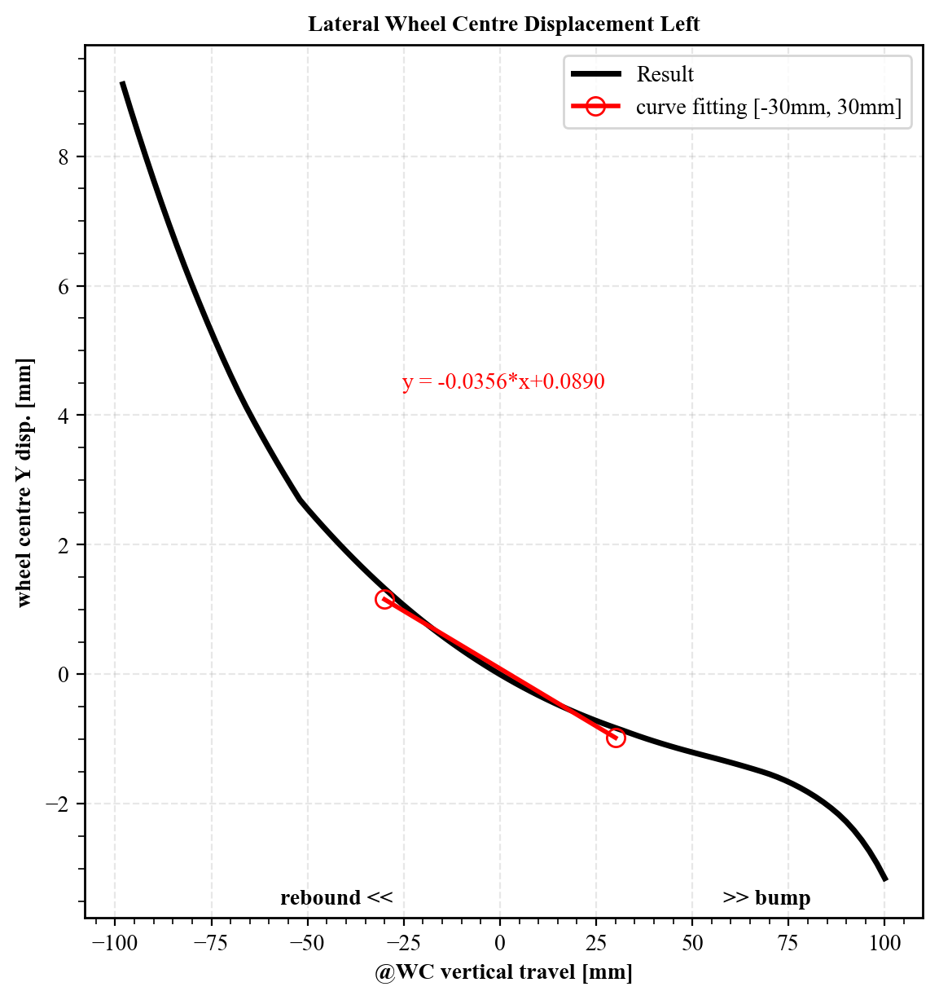 Lateral Wheel Centre Displacement Left
Result
curve fitting [-30mm, 30mm]
8
6
4
2
0
−2
wheel centre Y disp. [mm]
y = -0.0356*x+0.0890
rebound <<
>> bump
−100
−75
−50
−25
0
25
50
75
100
@WC vertical travel [mm]